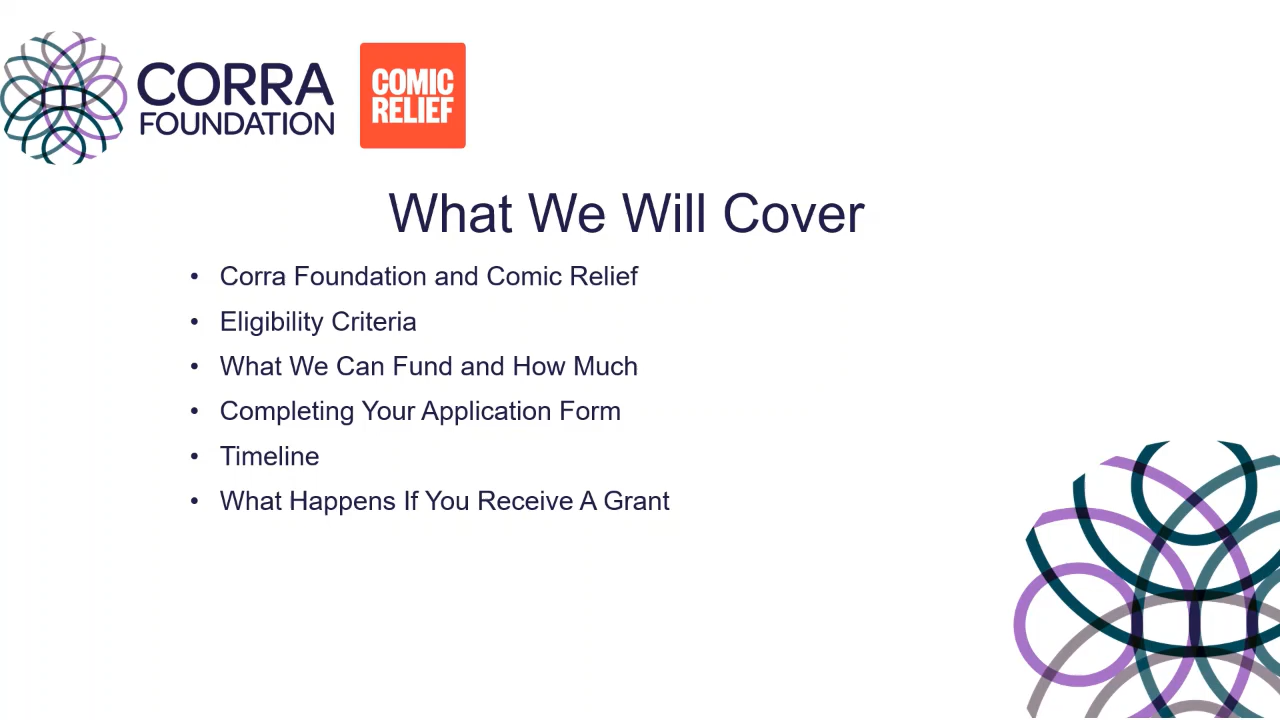 CORRA
FOUNDATION
COMIC
RELIEF
What We Will Cover
• Corra Foundation and Comic Relief
• Eligibility Criteria
• What We Can Fund and How Much
• Completing Your Application Form
• Timeline
• What Happens If You Receive A Grant